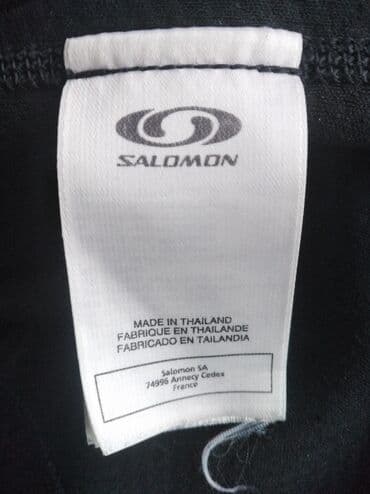 SALOMON
MADE IN THAILAND
FABRIQUE EN THAILANDE
FABRICADO EN TAILANDIA
Salomon SA
74996 Annecy Cedex
France